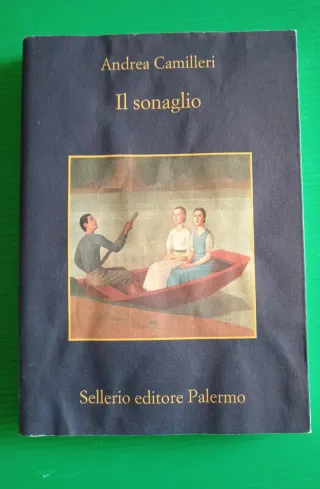 Andrea Camilleri
Il sonaglio
Sellerio editore Palermo